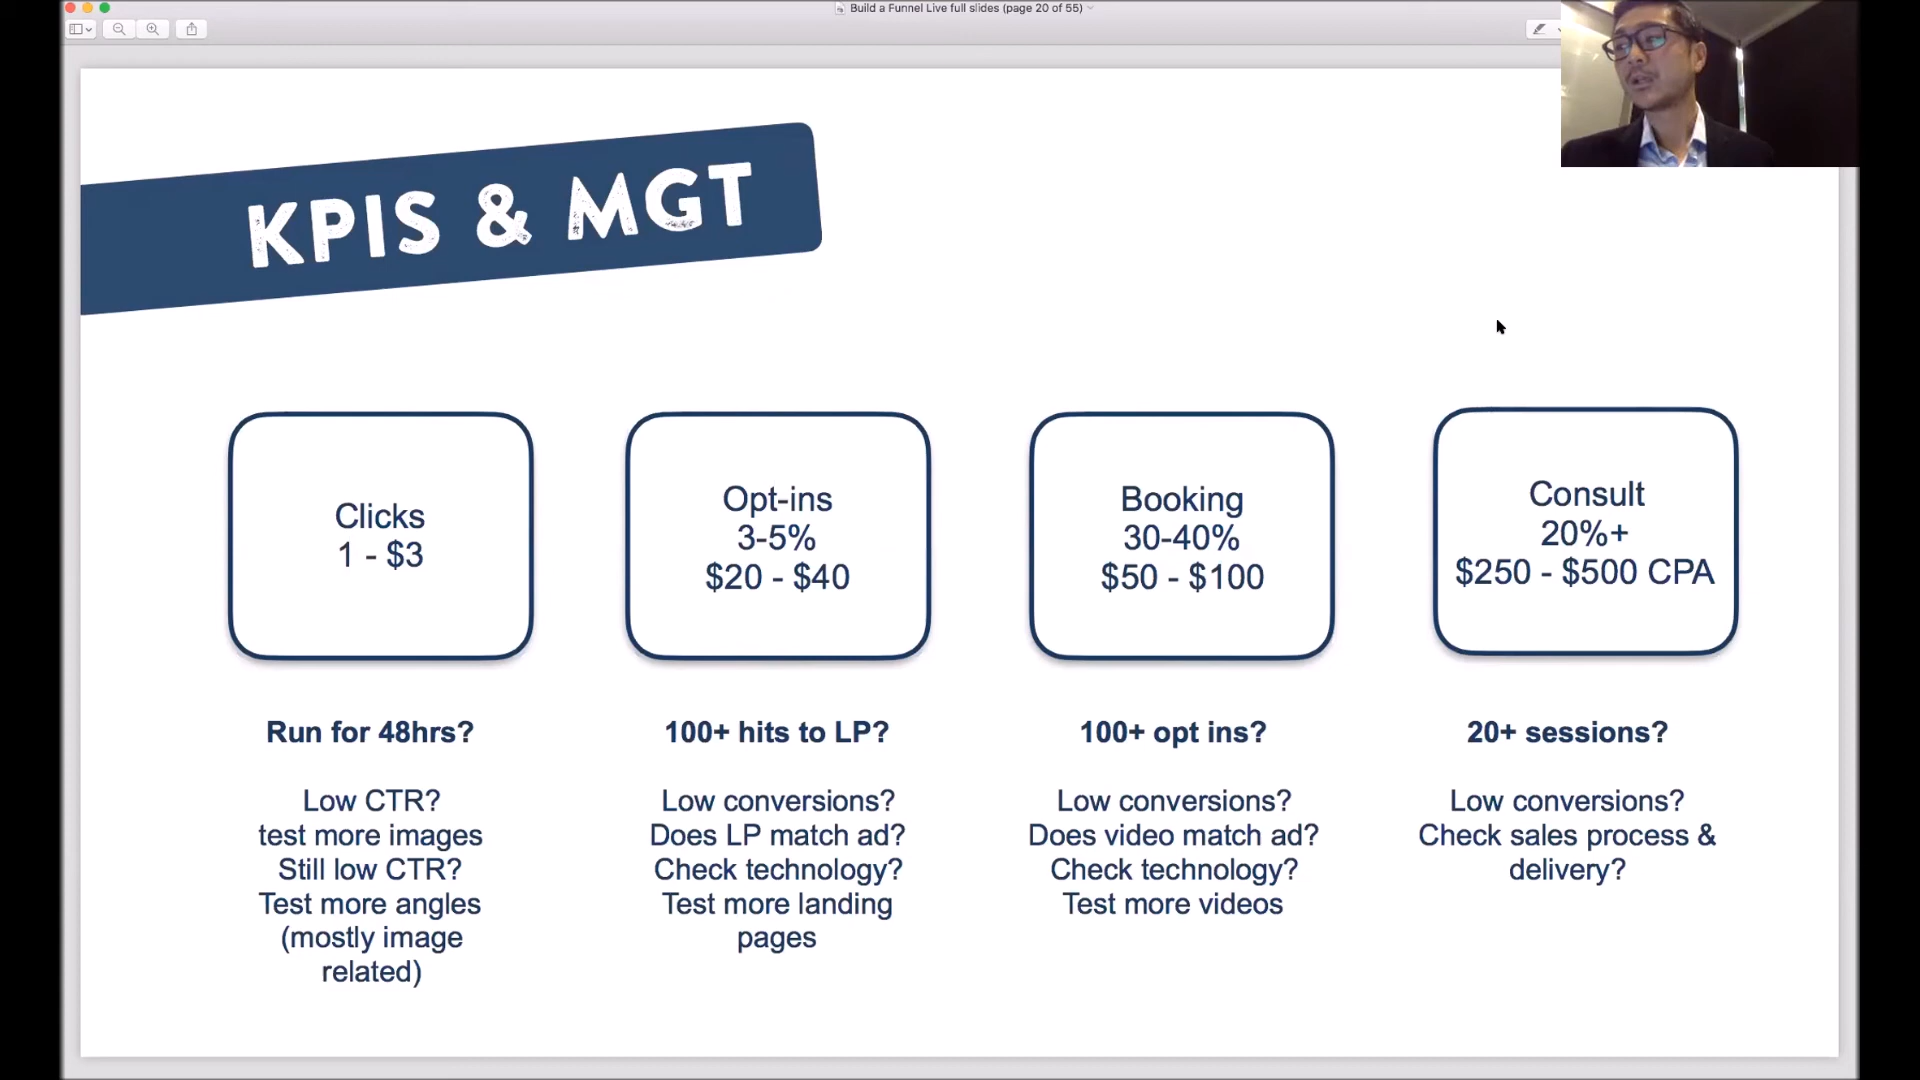 Build a Funnel Live full slides (page 20 of 55)
KPIS & MGT
Clicks
1 - $3
Opt-ins
3-5%
$20 - $40
Booking
30-40%
$50 - $100
Consult
20%+
$250 - $500 CPA
Run for 48hrs?
Low CTR?
test more images
Still low CTR?
Test more angles
(mostly image
related)
100+ hits to LP?
Low conversions?
Does LP match ad?
Check technology?
Test more landing
pages
100+ opt ins?
Low conversions?
Does video match ad?
Check technology?
Test more videos
20+ sessions?
Low conversions?
Check sales process &
delivery?